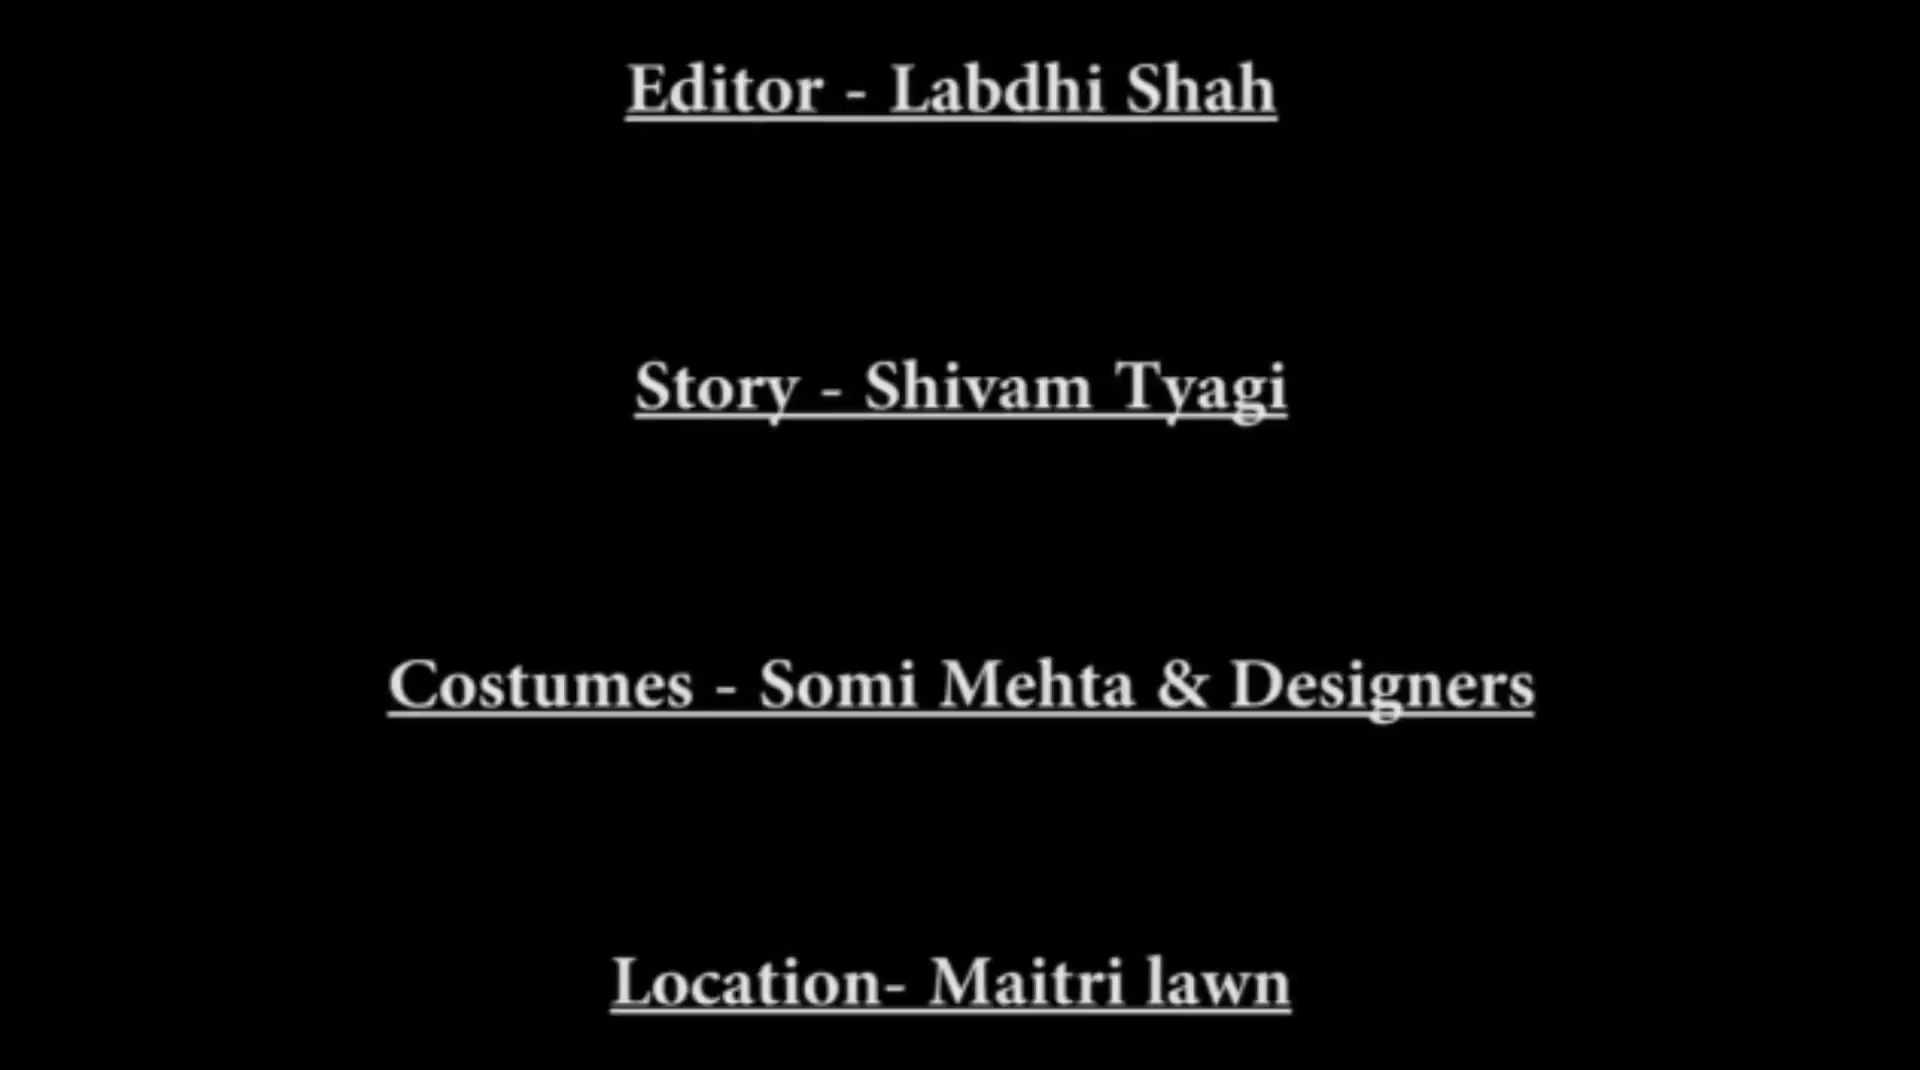 Editor - Labdhi Shah
Story - Shivam Tyagi
Costumes - Somi Mehta & Designers
Location- Maitri lawn